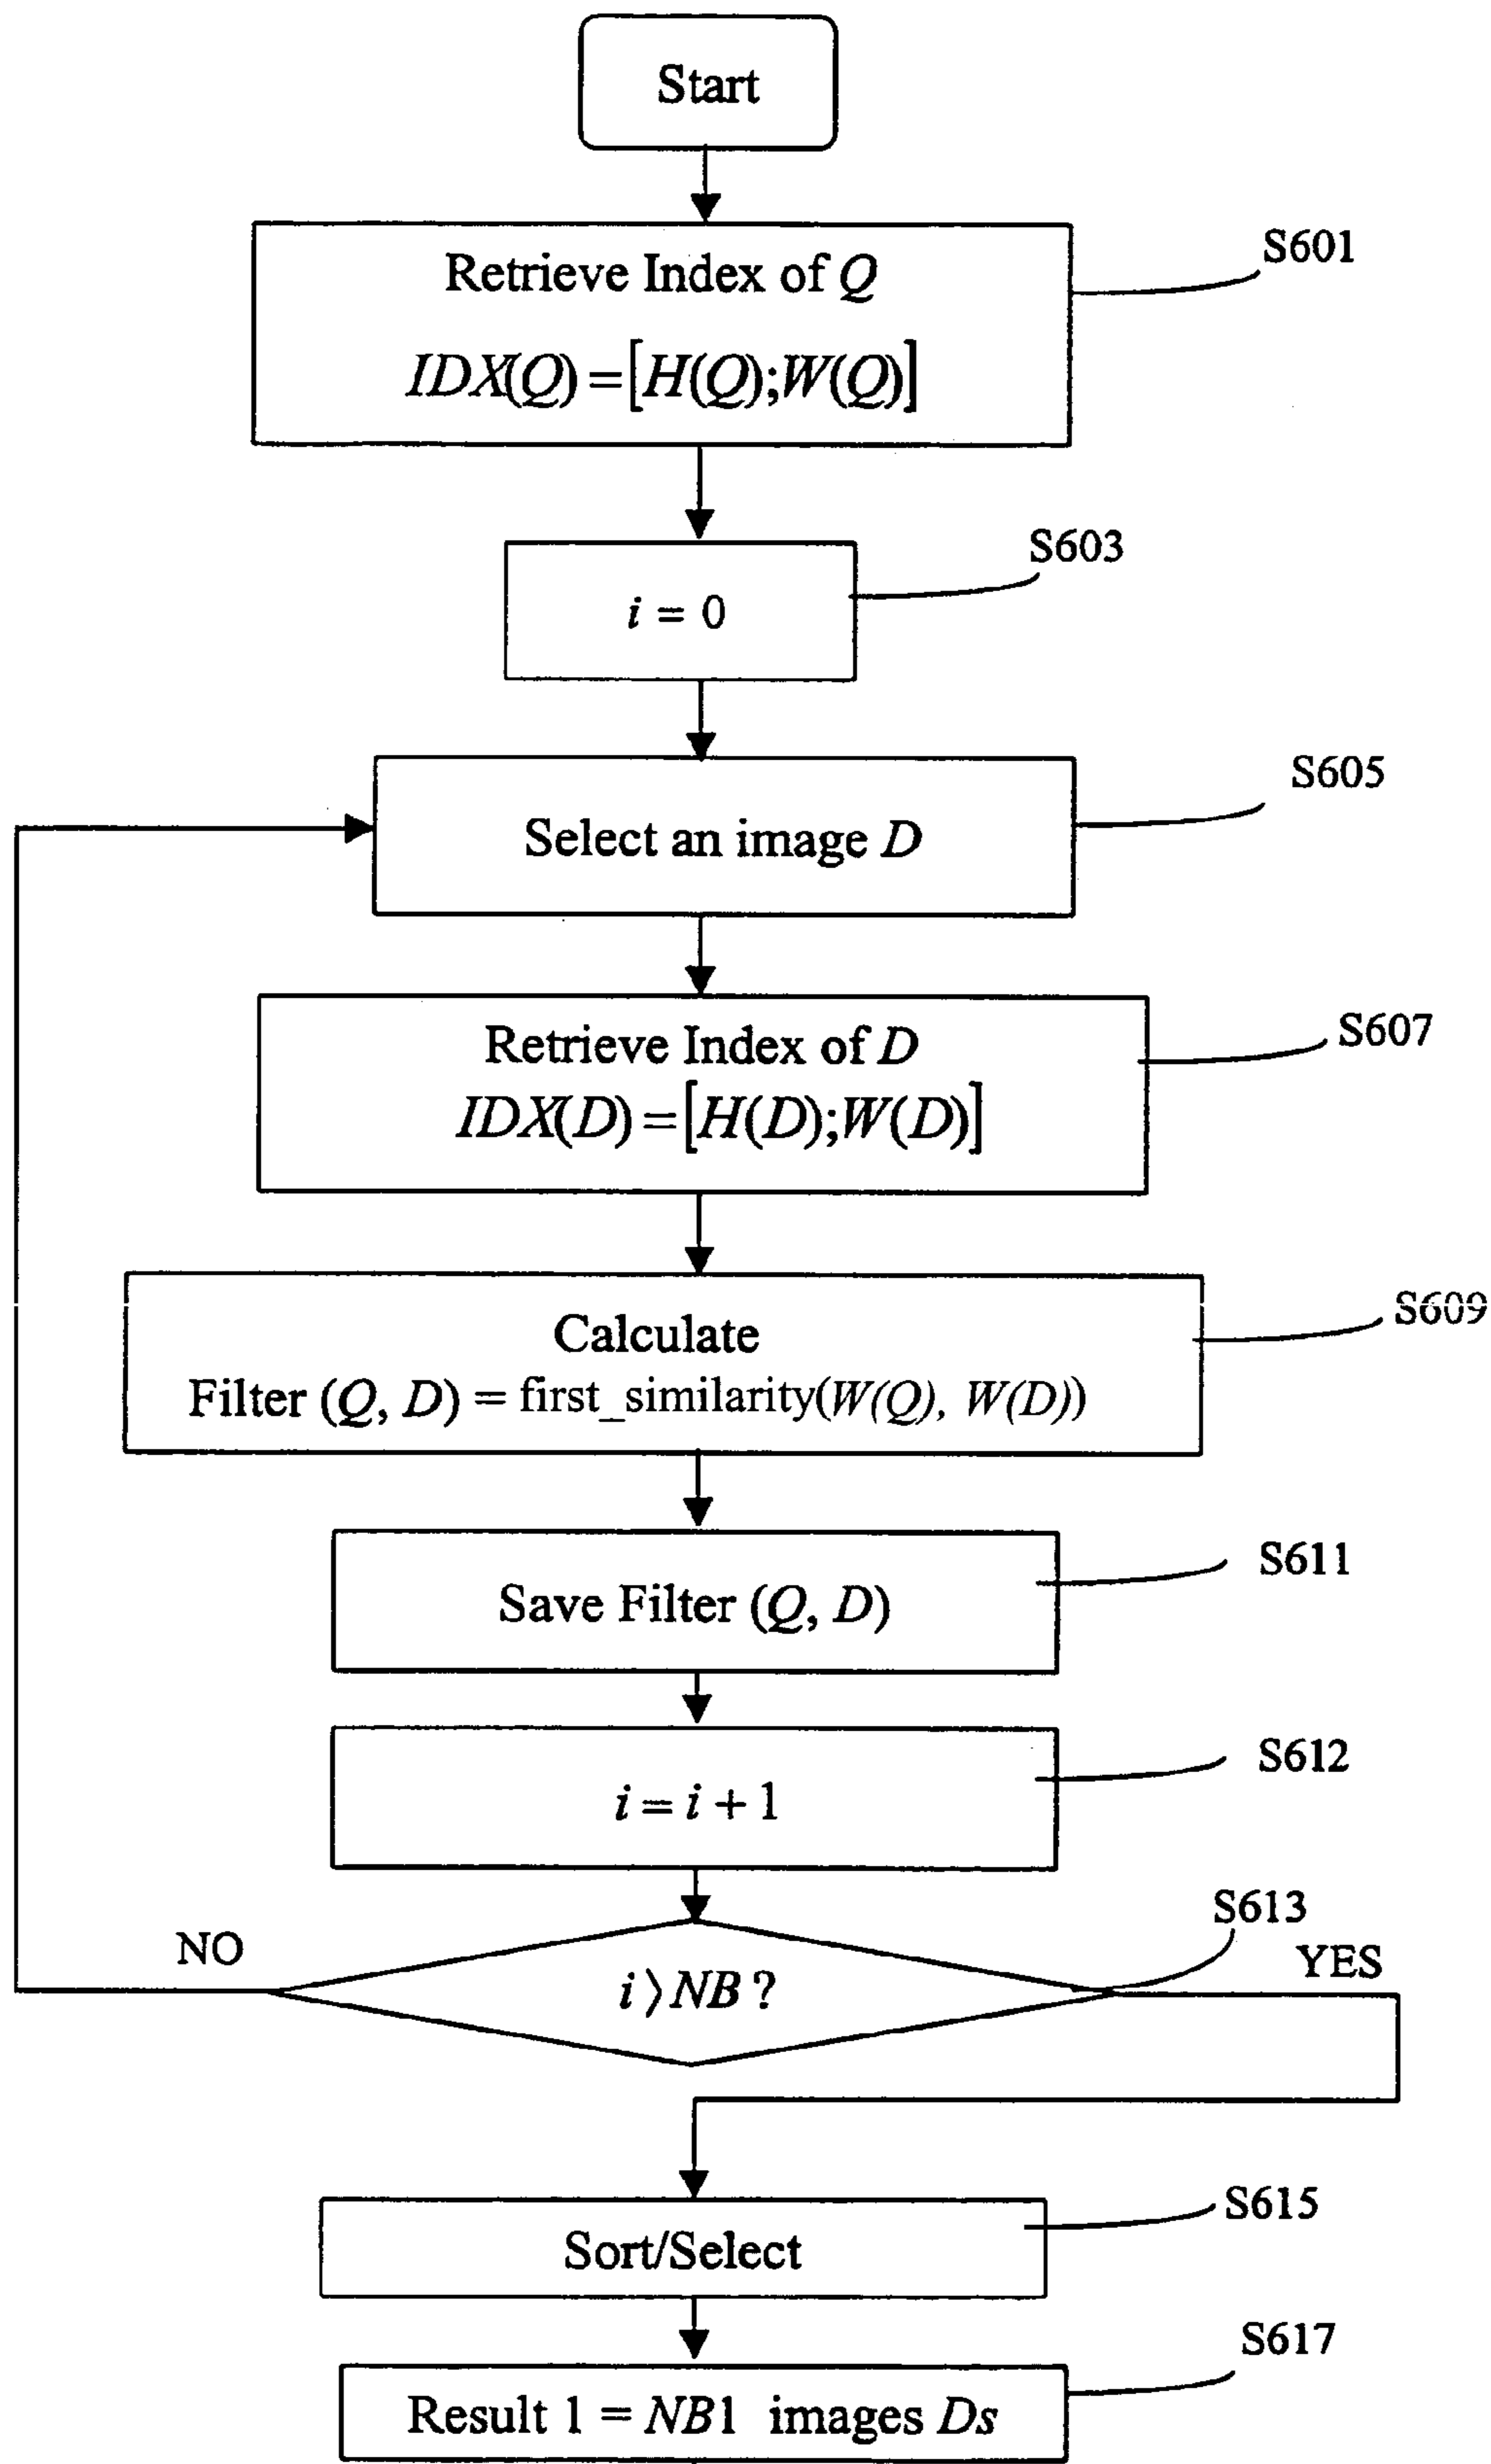 Start
Retrieve Index of Q
S601
IDX(Q) = [H(Q);W(Q)]
S603
i = 0
S605
Select an image D
Retrieve Index of D
S607
IDX(D) = [H(D);W(D)]
S609
Calculate
Filter (Q, D) = first_similarity(W(Q), W(D))
S611
Save Filter (Q, D)
S612
i = i + 1
S613
NO
YES
i 〉NB ?
S615
Sort/Select
S617
Result 1 = NB1 images Ds